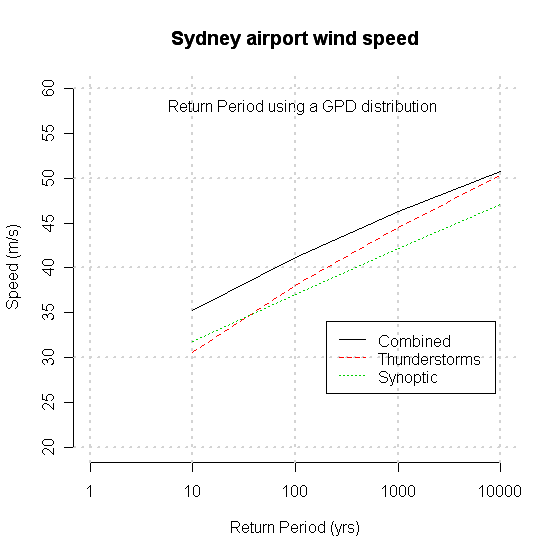 Sydney airport wind speed
Return Period using a GPD distribution
60
55
50
45
40
35
30
25
20
Speed (m/s)
Combined
Thunderstorms
Synoptic
1 10 100 1000 10000
Return Period (yrs)